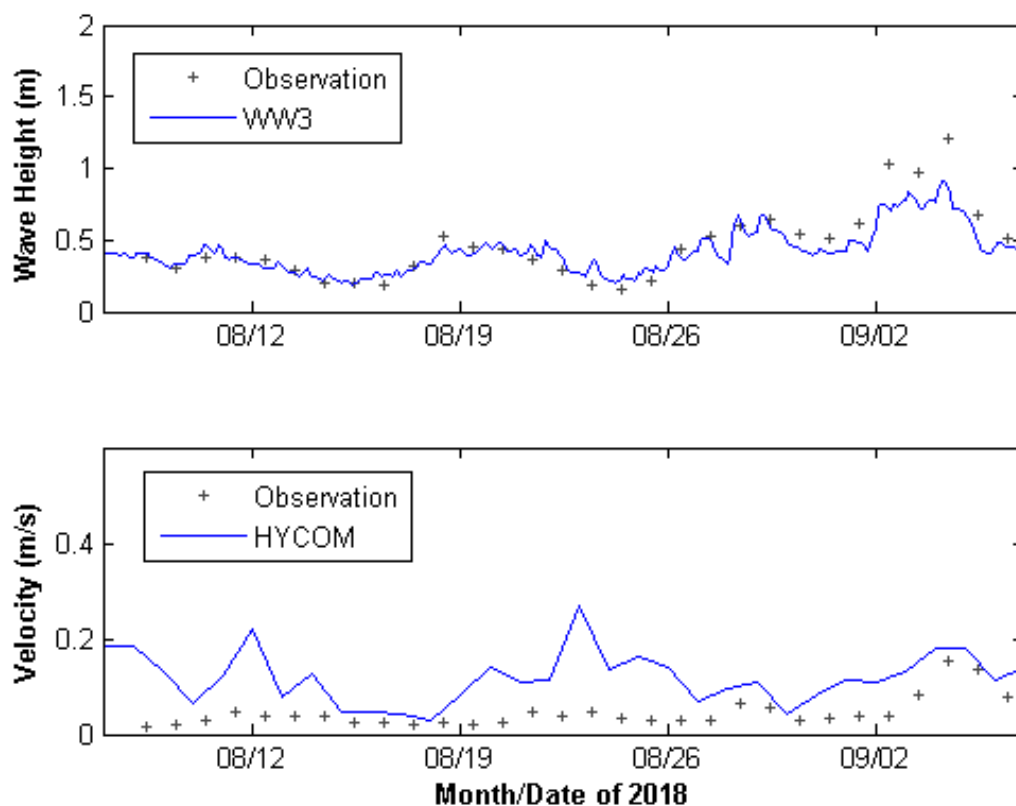 2
1.5
1
0.5
0
Wave Height (m)
Observation
WW3
08/12 08/19 08/26 09/02
0.4
0.2
0
Velocity (m/s)
Observation
HYCOM
08/12 08/19 08/26 09/02
Month/Date of 2018